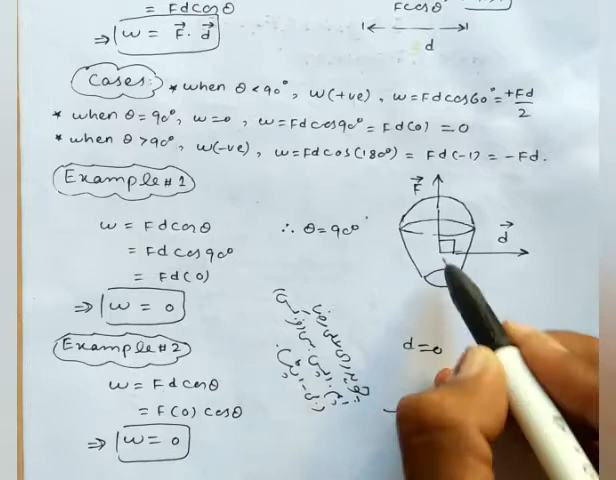 = Fdcosθ
⇒ w = F⃗. d⃗
Fcosθ
d
Cases: * when θ < 90°, w(+ve), w = Fdcos60° = +Fd/2
* when θ = 90°, w=0, w = Fdcos90° = Fd(0) = 0
* when θ > 90°, w(-ve), w = Fdcos(180°) = Fd(-1) = -Fd.
Example # 1
F⃗
w = Fdcosθ ∴ θ = 90°
d⃗
= Fdcos90°
= Fd(0)
⇒ w = 0
Example # 2
d = 0
w = Fdcosθ
= F(0) cosθ
⇒ w = 0